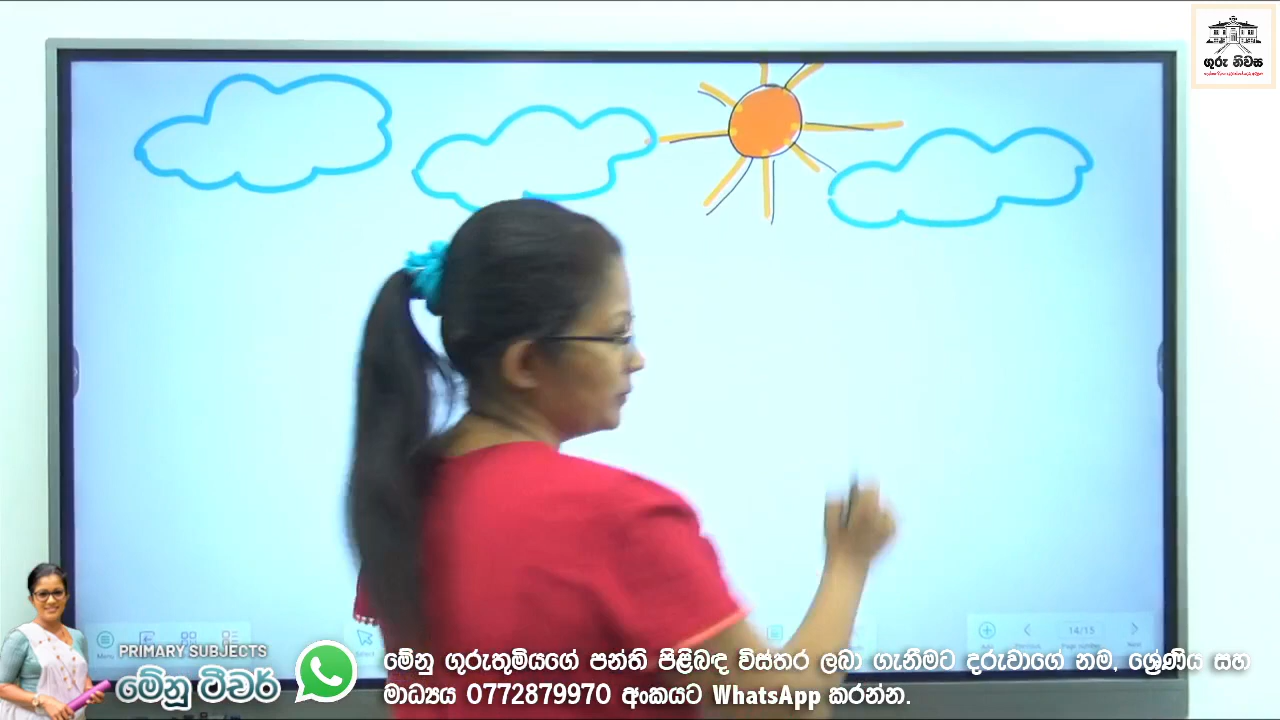 ගුරු නිවස
14/15
PRIMARY SUBJECTS
මේනු ටීචර්
මේනු ගුරුතුමියගේ පන්ති පිළිබඳ විස්තර ලබා ගැනීමට දරුවාගේ නම, ශ්‍රේණිය සහ
මාධ්‍යය 0772879970 අංකයට WhatsApp කරන්න.